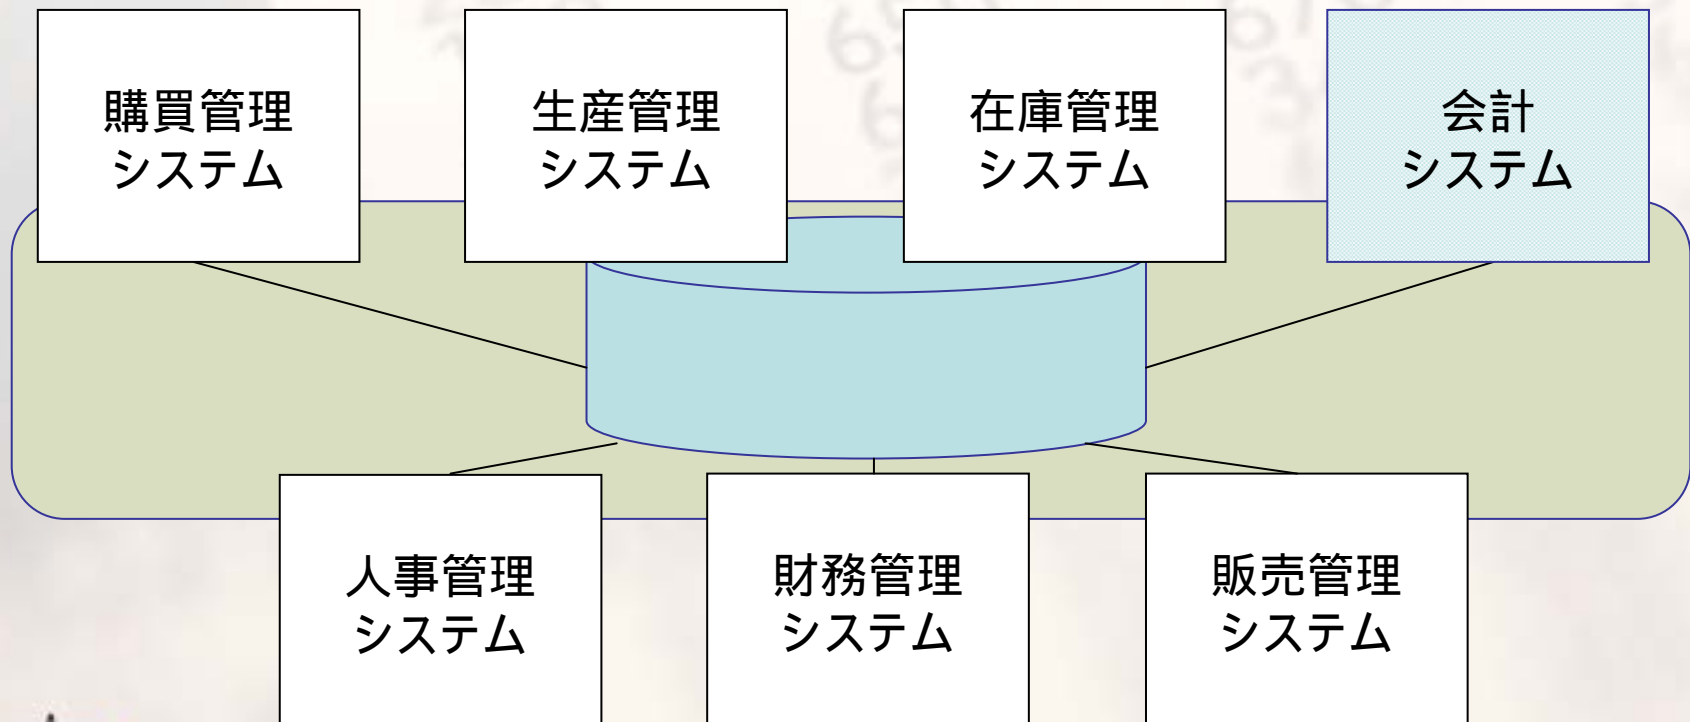 購買管理
システム
生産管理
システム
在庫管理
システム
会計
システム
人事管理
システム
財務管理
システム
販売管理
システム